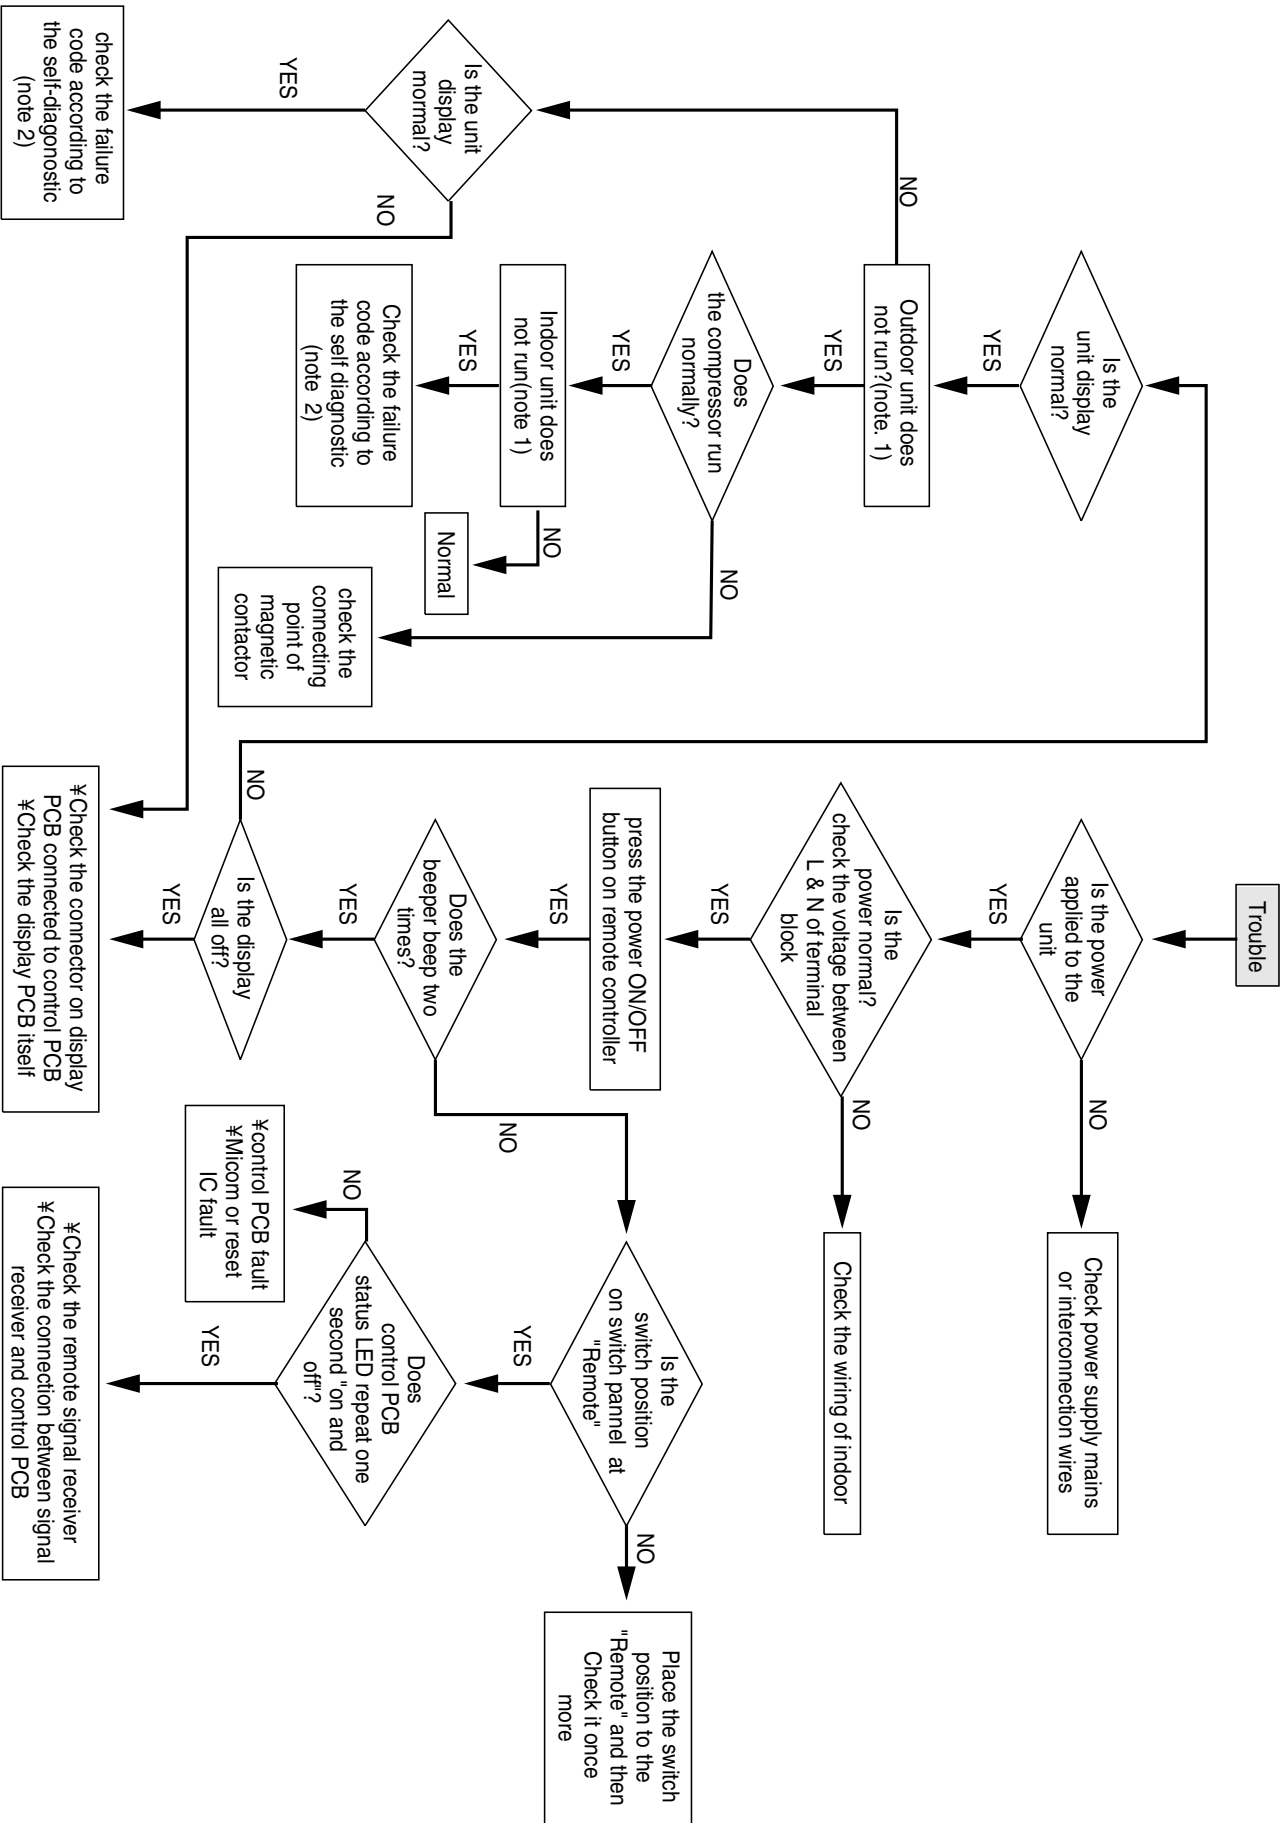 Trouble
Is the power
applied to the
unit
NO
Check power supply mains
or interconnection wires
YES
Is the
power normal?
check the voltage between
L & N of terminal
block
NO
Check the wiring of indoor
YES
press the power ON/OFF
button on remote controller
YES
Does the
beeper beep two
times?
NO
Is the
switch position
on switch pannel at
"Remote"
NO
Place the switch
position to the
"Remote" and then
Check it once
more
YES
Does
control PCB
status LED repeat one
second "on and
off"?
NO
¥control PCB fault
¥Micom or reset
IC fault
YES
¥Check the remote signal receiver
¥Check the connection between signal
receiver and control PCB
YES
Is the display
all off?
YES
¥Check the connector on display
PCB connected to control PCB
¥Check the display PCB itself
NO
Is the
unit display
normal?
YES
Outdoor unit does
not run?(note. 1)
YES
Does
the compressor run
normally?
NO
check the
connecting
point of
magnetic
contactor
YES
Indoor unit does
not run(note 1)
NO
Normal
YES
Check the failure
code according to
the self diagnostic
(note 2)
NO
Is the unit
display
mormal?
NO
YES
check the failure
code according to
the self-diagonostic
(note 2)